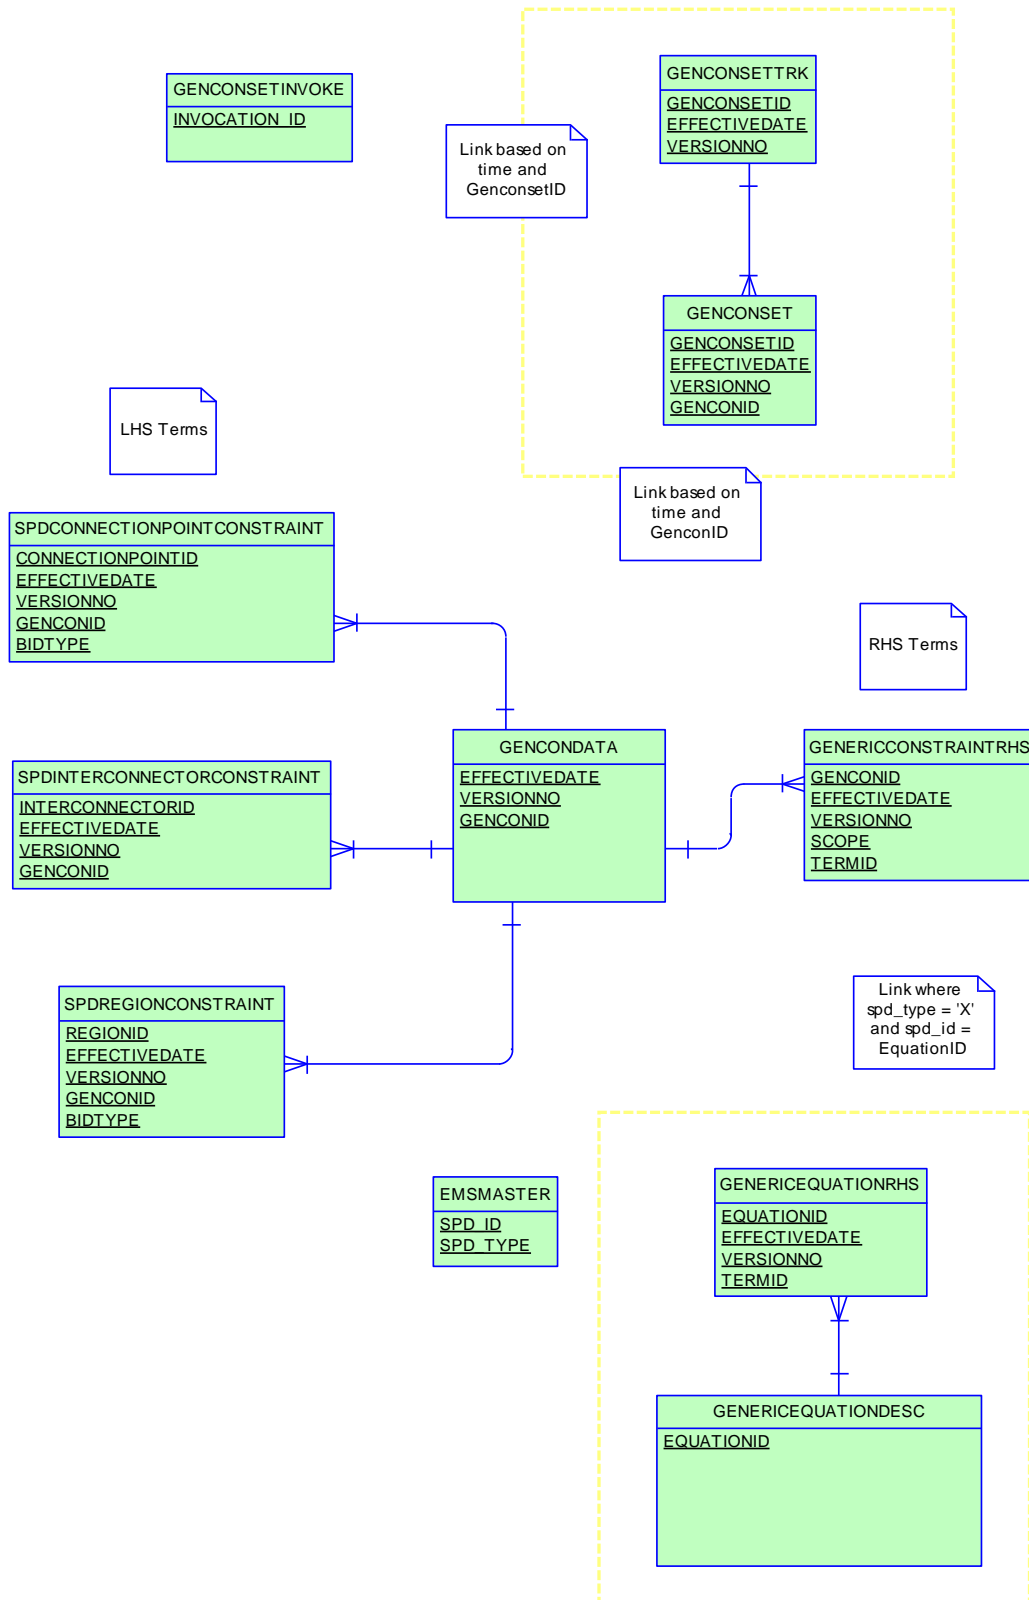 GENCONSETINVOKE
INVOCATION_ID
Link based on
time and
GenconsetID
GENCONSETTRK
GENCONSETID
EFFECTIVEDATE
VERSIONNO
GENCONSET
GENCONSETID
EFFECTIVEDATE
VERSIONNO
GENCONID
LHS Terms
Link based on
time and
GenconID
SPDCONNECTIONPOINTCONSTRAINT
CONNECTIONPOINTID
EFFECTIVEDATE
VERSIONNO
GENCONID
BIDTYPE
RHS Terms
GENCONDATA
EFFECTIVEDATE
VERSIONNO
GENCONID
GENERICCONSTRAINTRHS
GENCONID
EFFECTIVEDATE
VERSIONNO
SCOPE
TERMID
SPDINTERCONNECTORCONSTRAINT
INTERCONNECTORID
EFFECTIVEDATE
VERSIONNO
GENCONID
SPDREGIONCONSTRAINT
REGIONID
EFFECTIVEDATE
VERSIONNO
GENCONID
BIDTYPE
Link where
spd_type = 'X'
and spd_id =
EquationID
EMSMASTER
SPD_ID
SPD_TYPE
GENERICEQUATIONRHS
EQUATIONID
EFFECTIVEDATE
VERSIONNO
TERMID
GENERICEQUATIONDESC
EQUATIONID